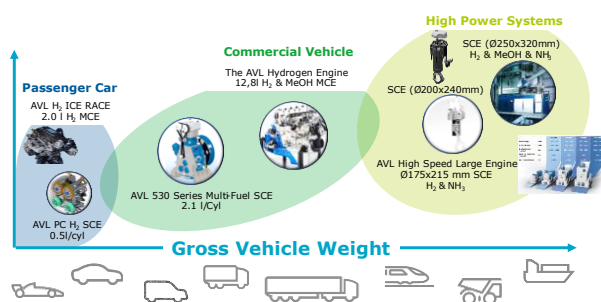 High Power Systems
SCE (Ø250x320mm)
H₂ & MeOH & NH₃
Commercial Vehicle
The AVL Hydrogen Engine
12,8l H₂ & MeOH MCE
SCE (Ø200x240mm)
Passenger Car
AVL H₂ ICE RACE
2.0 l H₂ MCE
AVL High Speed Large Engine
Ø175x215 mm SCE
H₂ & NH₃
AVL 530 Series Multi-Fuel SCE
2.1 l/Cyl
AVL PC H₂ SCE
0.5l/cyl
Gross Vehicle Weight